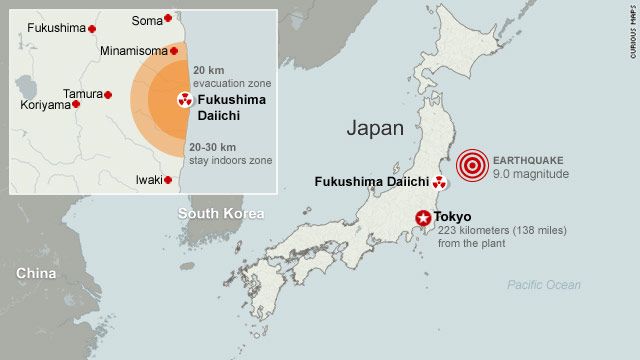 Soma
Fukushima
Minamisoma
20 km
evacuation zone
Fukushima
Daiichi
Tamura
Koriyama
20-30 km
stay indoors zone
Iwaki
CURIOUS MAPS
Japan
EARTHQUAKE
9.0 magnitude
Fukushima Daiichi
Tokyo
223 kilometers (138 miles)
from the plant
South Korea
China
Pacific Ocean